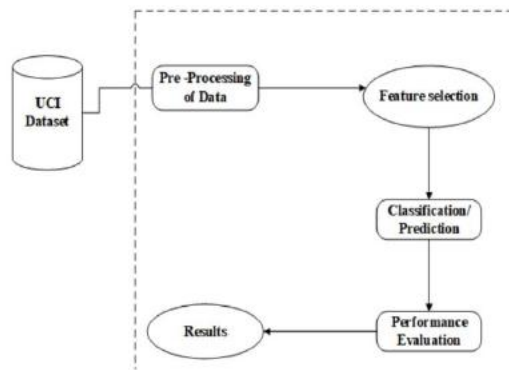 UCI
Dataset
Pre -Processing
of Data
Feature selection
Classification/
Prediction
Performance
Evaluation
Results